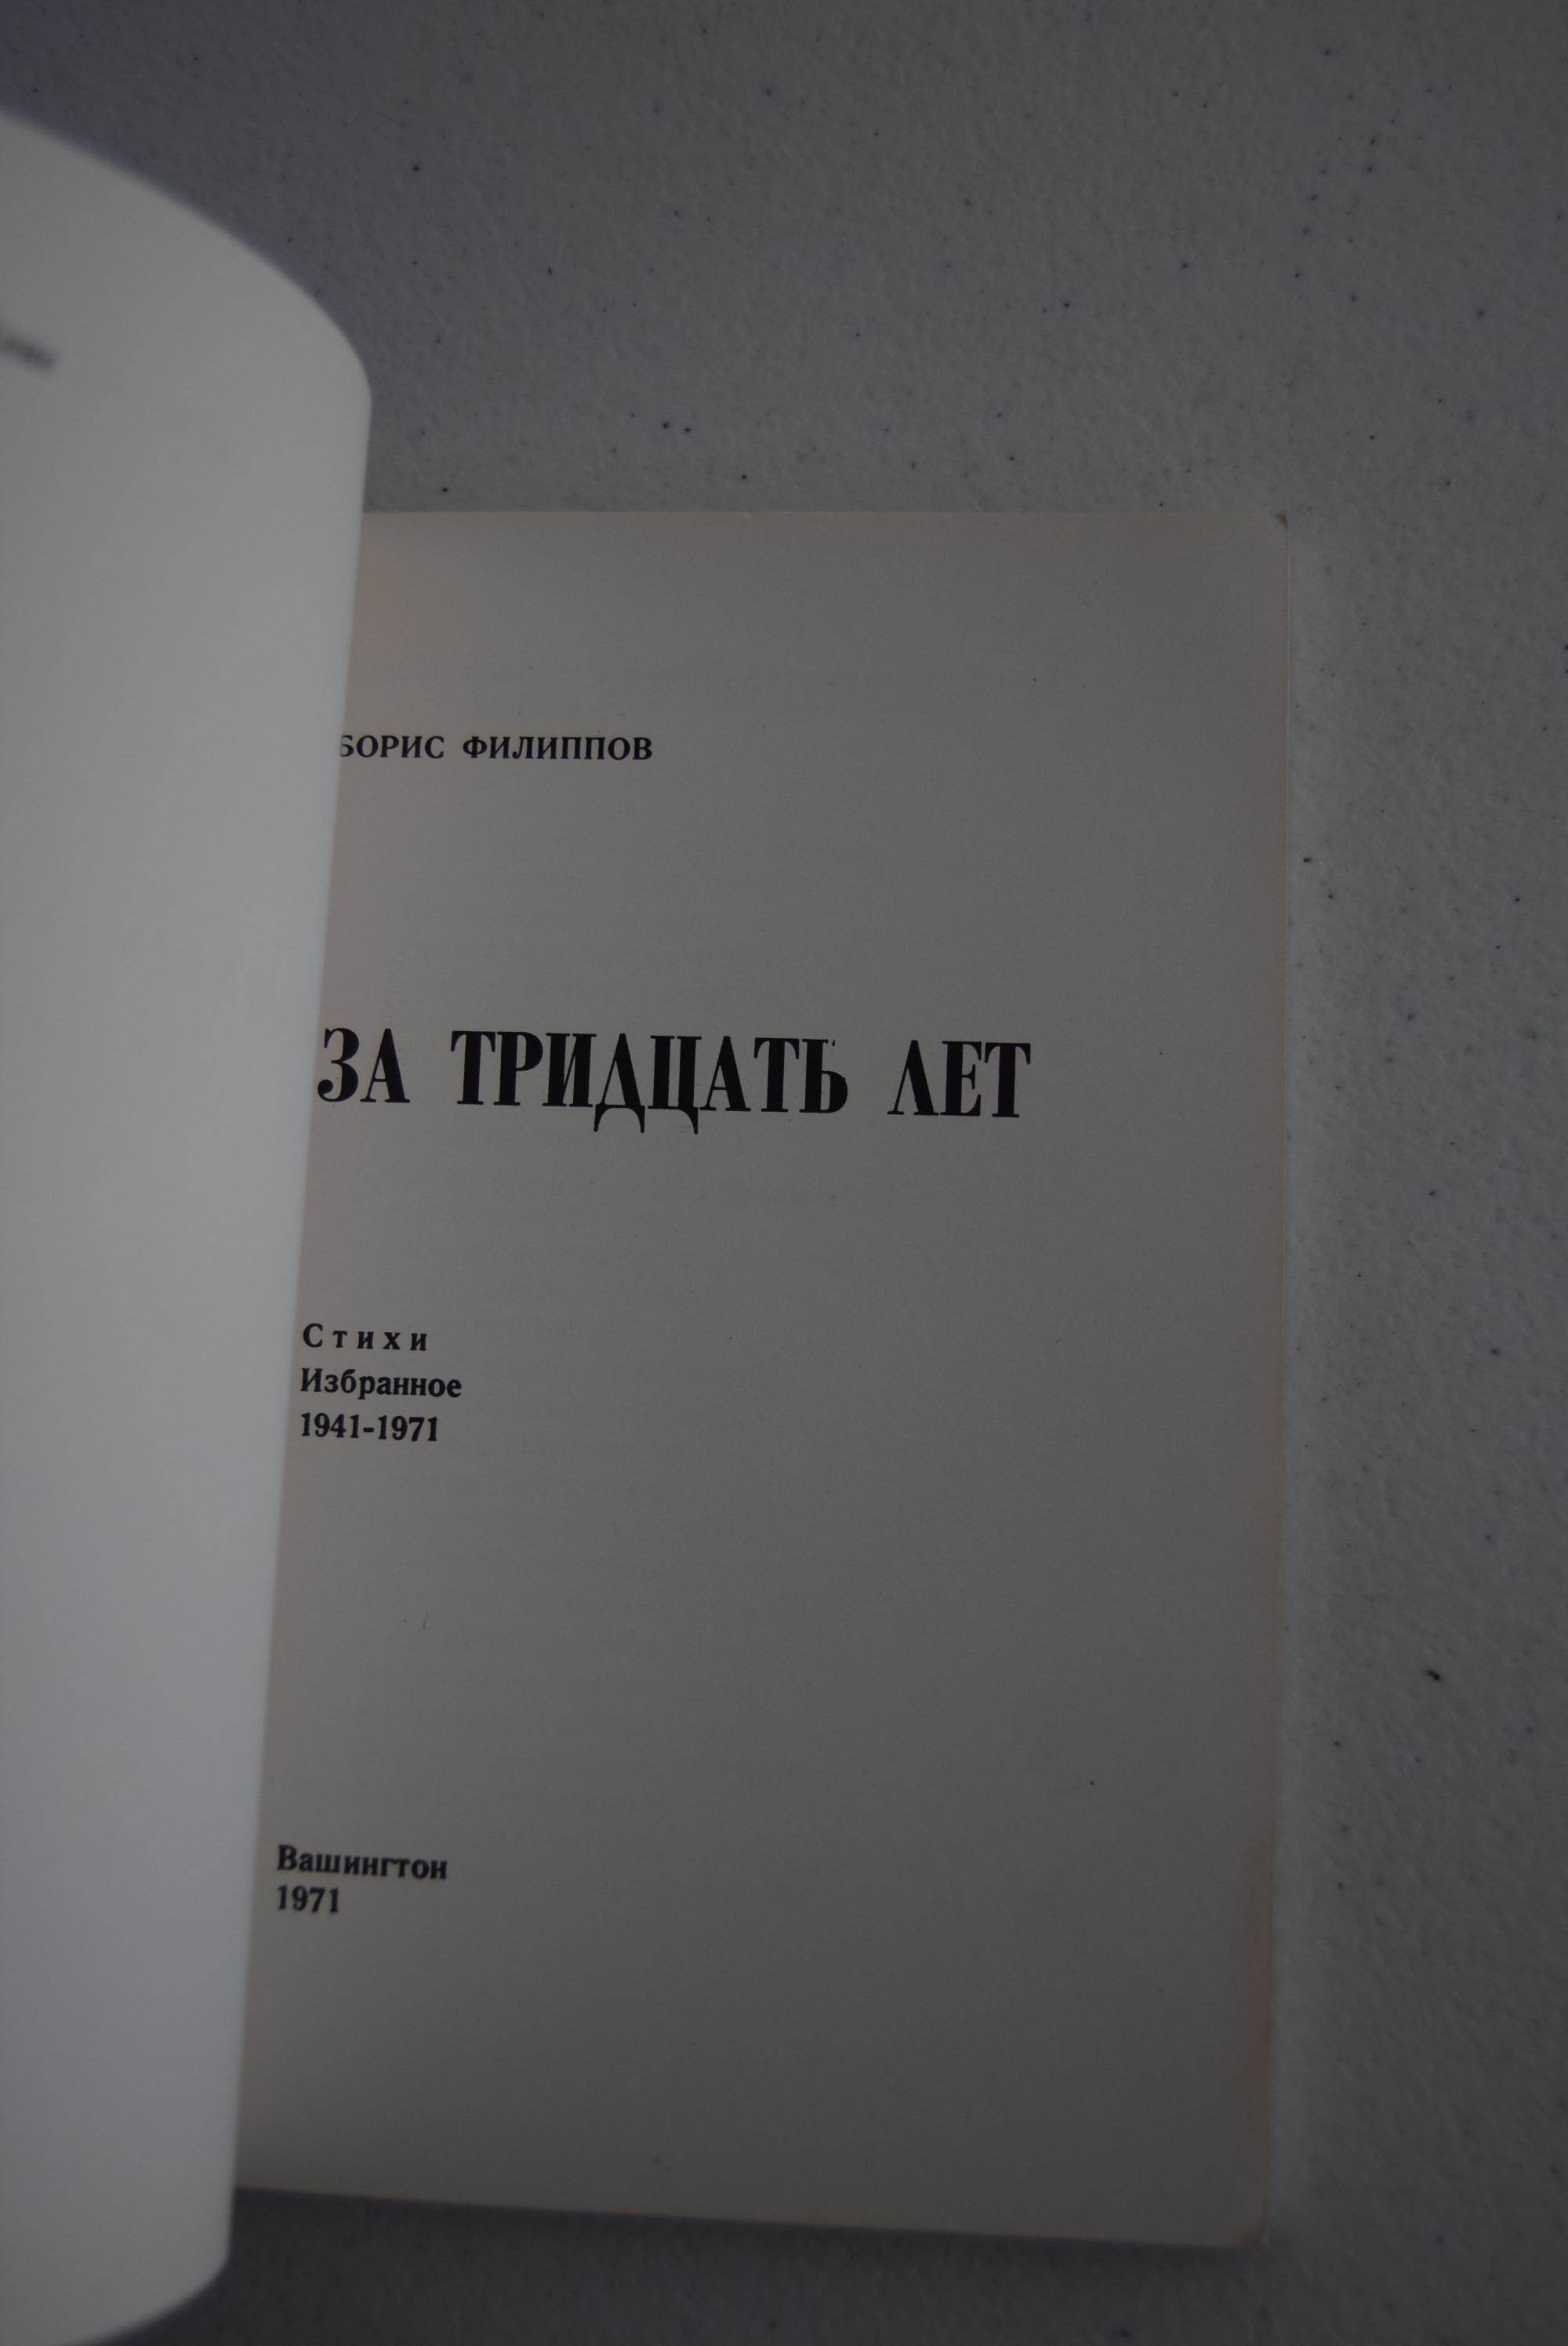 БОРИС ФИЛИППОВ
ЗА ТРИДЦАТЬ ЛЕТ
Стихи
Избранное
1941-1971
Вашингтон
1971